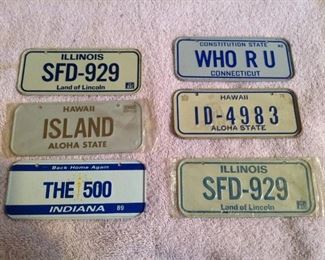 ILLINOIS
SFD-929
Land of Lincoln
HAWAII
ISLAND
ALOHA STATE
Back Home Again
THE 500
INDIANA 89
CONSTITUTION STATE
WHO R U
CONNECTICUT
HAWAII
ID-4983
ALOHA STATE
ILLINOIS
SFD-929
Land of Lincoln